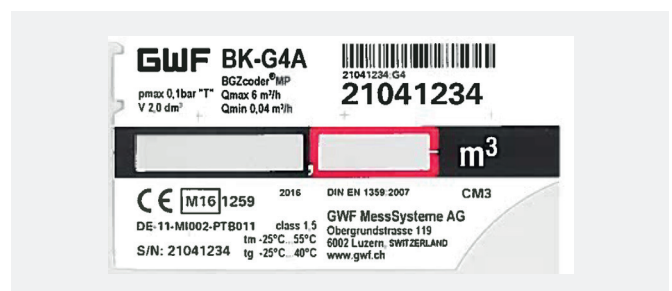 GWF BK-G4A
BGZcoder®MP
pmax 0,1bar "T" Qmax 6 m³/h
V 2,0 dm³ Qmin 0,04 m³/h
21041234 G4
21041234
, m³
CE M16 1259 2016 DIN EN 1359:2007 CM3
DE-11-MI002-PTB011 class 1,5
tm -25°C...55°C
S/N: 21041234 tg -25°C...40°C
GWF MessSysteme AG
Obergrundstrasse 119
6002 Luzern, SWITZERLAND
www.gwf.ch